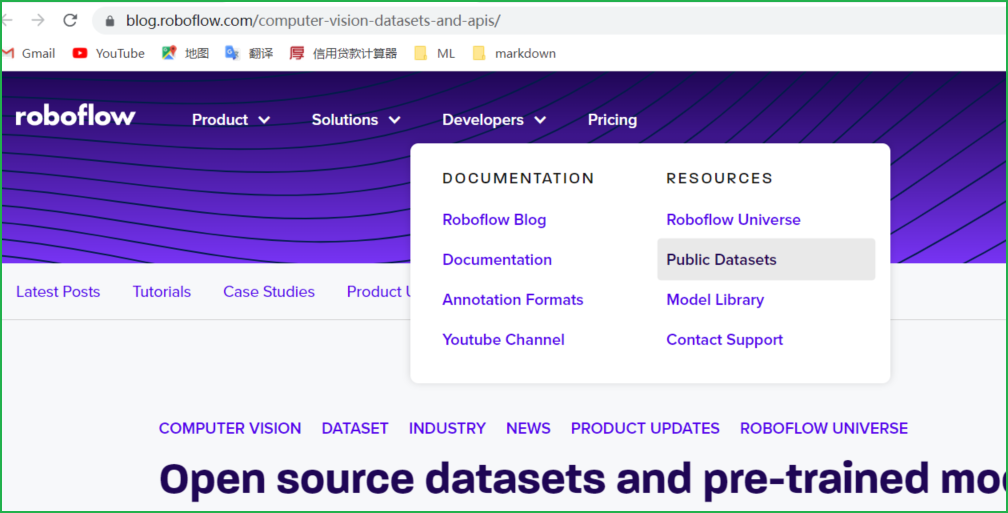 blog.roboflow.com/computer-vision-datasets-and-apis/
Gmail YouTube 地图 翻译 厚 信用贷款计算器 ML markdown
roboflow Product Solutions Developers Pricing
DOCUMENTATION RESOURCES
Roboflow Blog Roboflow Universe
Documentation Public Datasets
Latest Posts Tutorials Case Studies Product Annotation Formats Model Library
Youtube Channel Contact Support
COMPUTER VISION DATASET INDUSTRY NEWS PRODUCT UPDATES ROBOFLOW UNIVERSE
Open source datasets and pre-trained